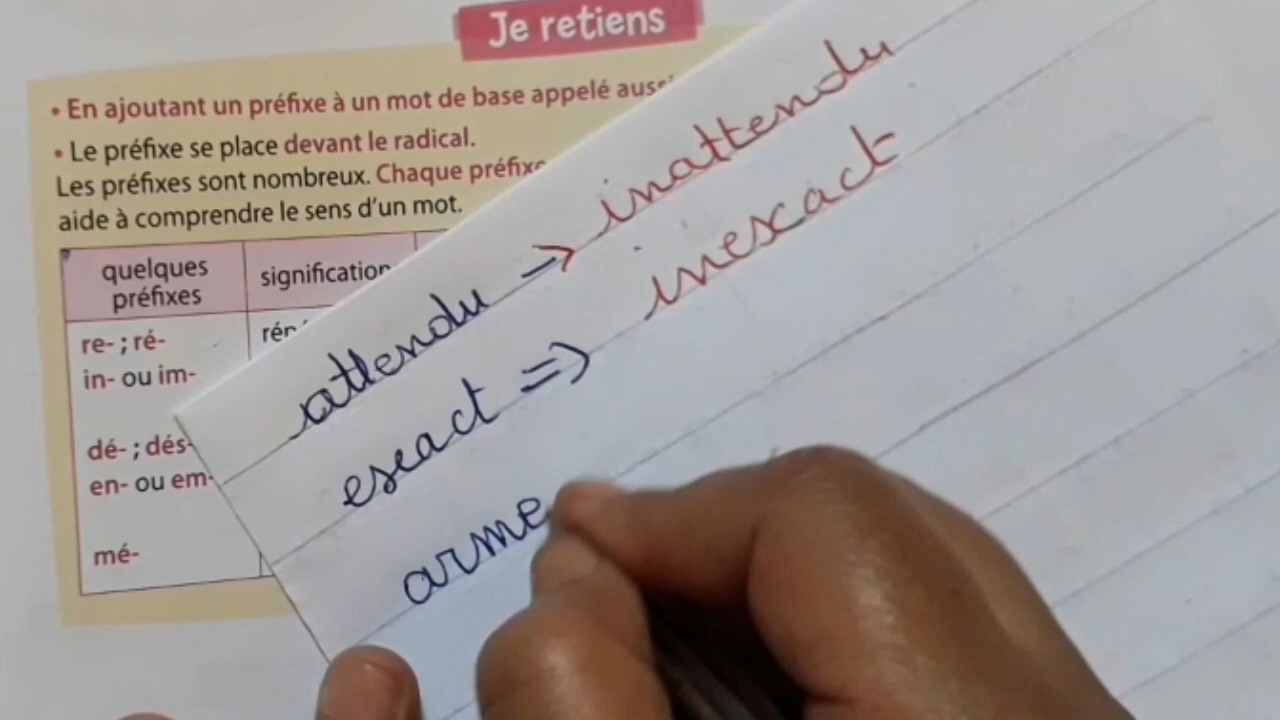 Je retiens
• En ajoutant un préfixe à un mot de base appelé aussi
• Le préfixe se place devant le radical.
Les préfixes sont nombreux. Chaque préfixe
aide à comprendre le sens d'un mot.
quelques préfixes
signification
re- ; ré-
in- ou im-
dé- ; dés-
en- ou em-
mé-
attendu -> inattendu
exact => inexact
arme